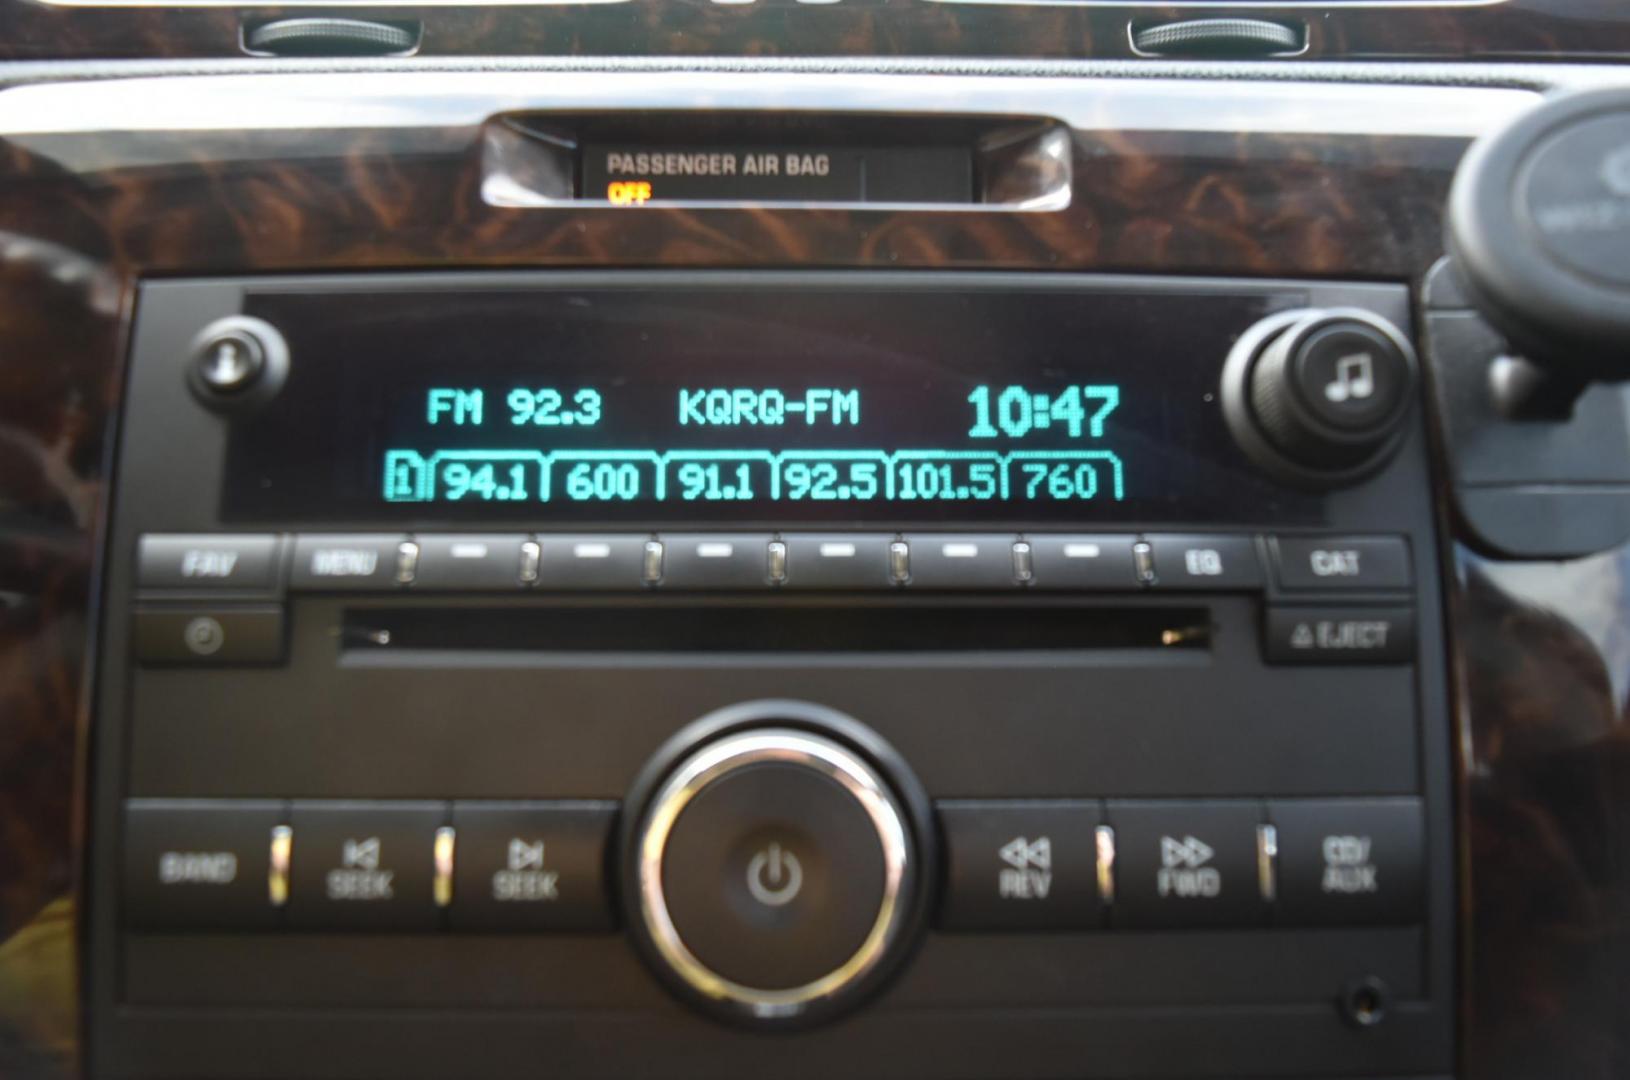 PASSENGER AIR BAG
OFF
FM 92.3 KQRQ-FM 10:47
1 94.1 600 91.1 92.5 101.5 760
FAV MENU EQ CAT
EJECT
BAND SEEK SEEK REV FWD CD/
AUX